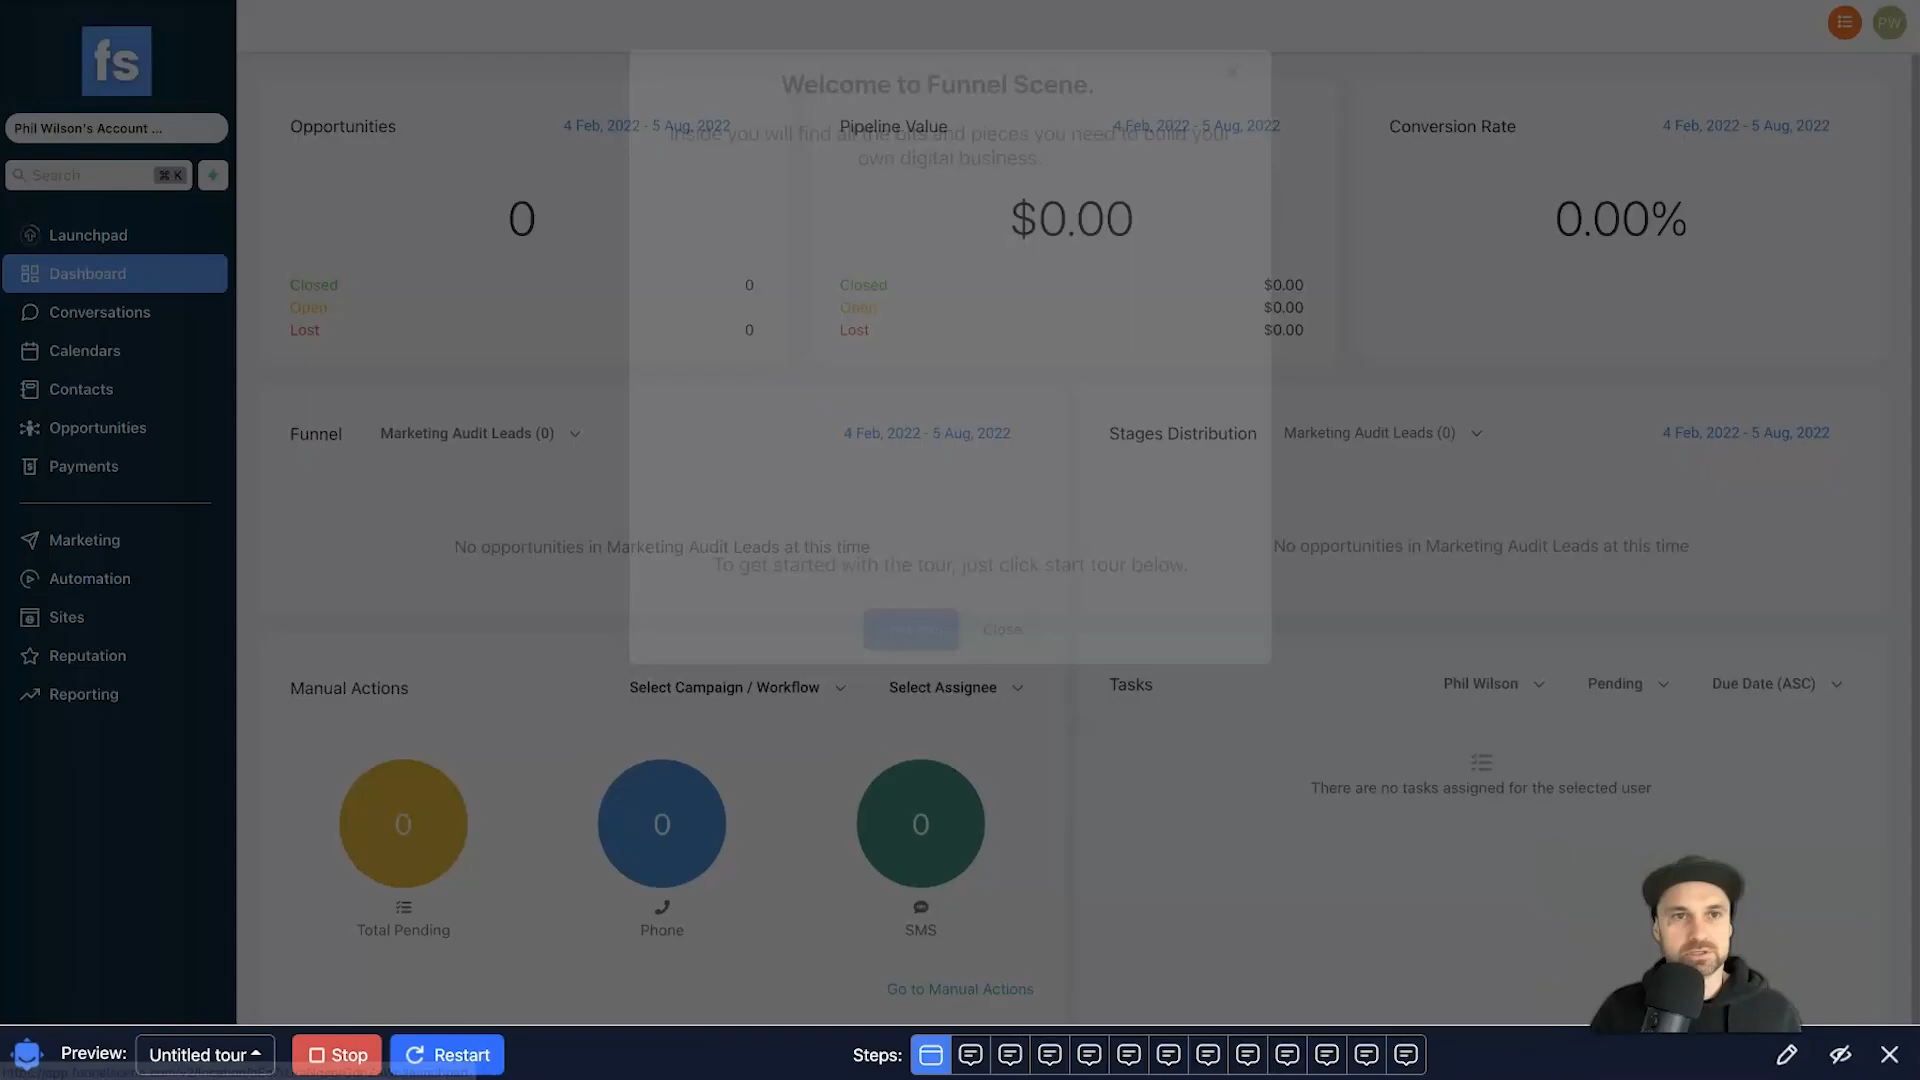 fs
PW
Phil Wilson's Account ...
Search
⌘ K
Launchpad
Dashboard
Conversations
Calendars
Contacts
Opportunities
Payments
Marketing
Automation
Sites
Reputation
Reporting
Welcome to Funnel Scene.
Inside you will find all the bits and pieces you need to build your
own digital business.
To get started with the tour, just click start tour below.
Close
Opportunities
4 Feb, 2022 - 5 Aug, 2022
0
Closed
0
Open
Lost
0
Pipeline Value
4 Feb, 2022 - 5 Aug, 2022
$0.00
Closed
$0.00
Open
$0.00
Lost
$0.00
Conversion Rate
4 Feb, 2022 - 5 Aug, 2022
0.00%
Funnel
Marketing Audit Leads (0)
4 Feb, 2022 - 5 Aug, 2022
No opportunities in Marketing Audit Leads at this time
Stages Distribution
Marketing Audit Leads (0)
4 Feb, 2022 - 5 Aug, 2022
No opportunities in Marketing Audit Leads at this time
Manual Actions
Select Campaign / Workflow
Select Assignee
0
Total Pending
0
Phone
0
SMS
Go to Manual Actions
Tasks
Phil Wilson
Pending
Due Date (ASC)
There are no tasks assigned for the selected user
Preview:
Untitled tour
Stop
Restart
Steps: